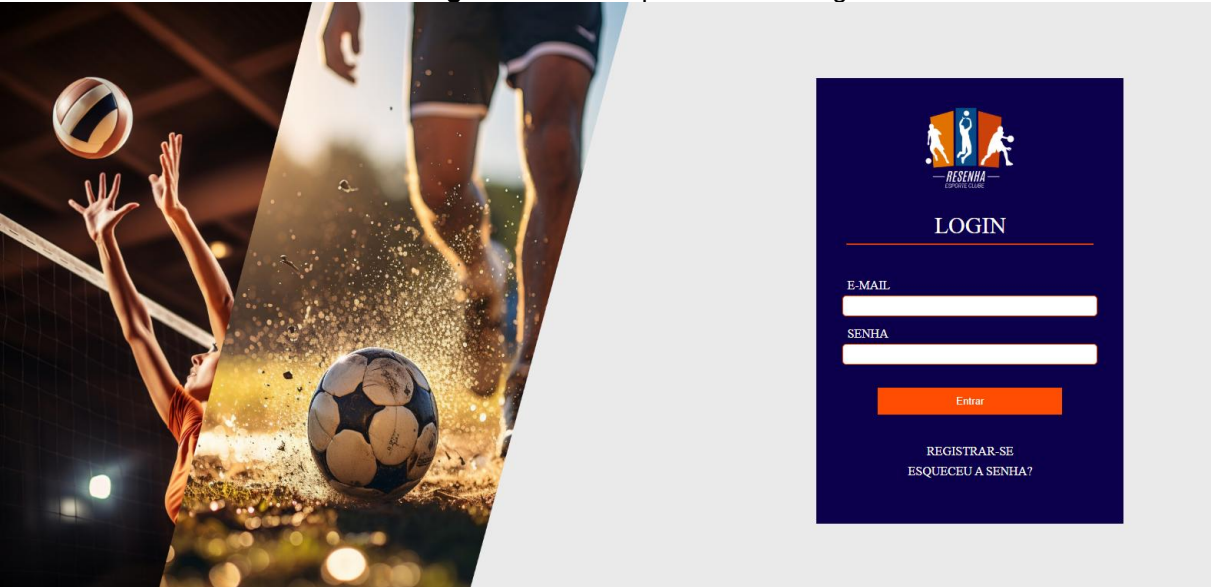 RESENHA
ESPORTE CLUBE
LOGIN
E-MAIL
SENHA
Entrar
REGISTRAR-SE
ESQUECEU A SENHA?